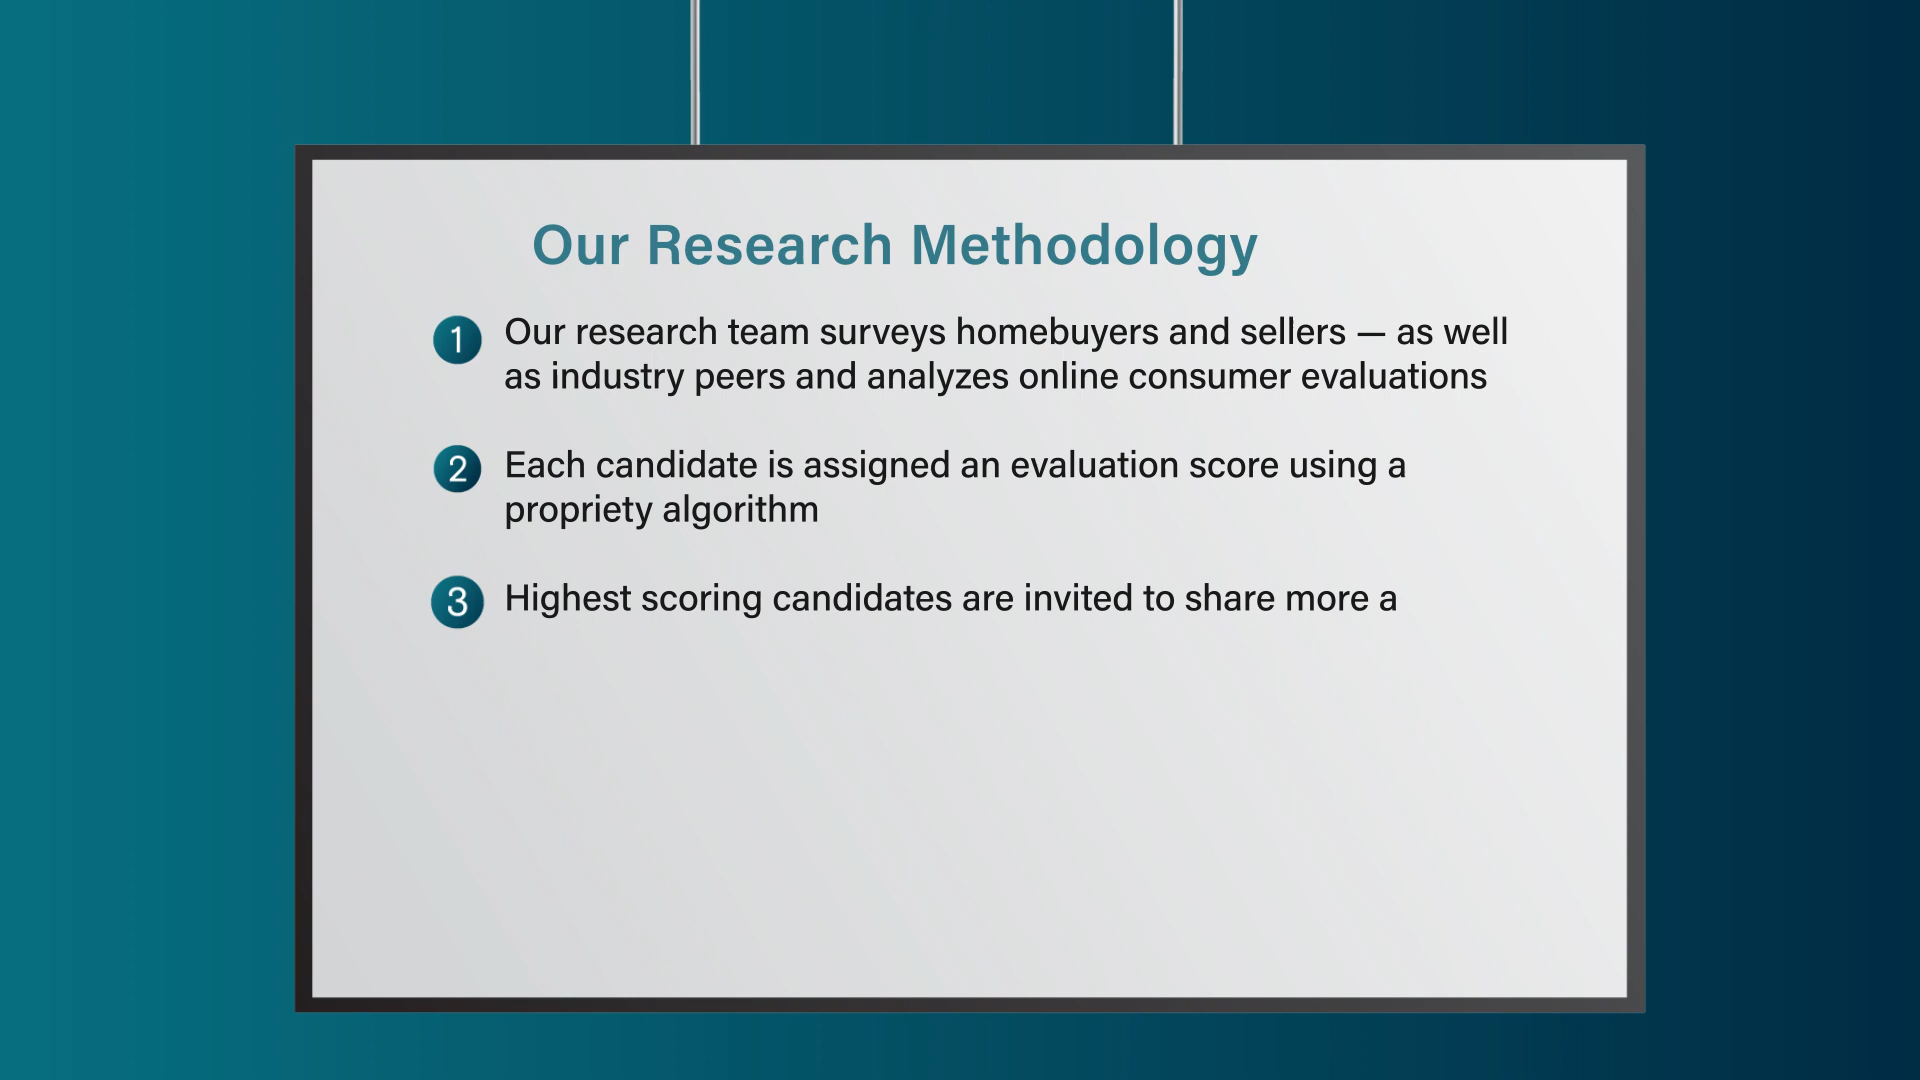 Our Research Methodology
1 Our research team surveys homebuyers and sellers — as well
as industry peers and analyzes online consumer evaluations
2 Each candidate is assigned an evaluation score using a
propriety algorithm
3 Highest scoring candidates are invited to share more a